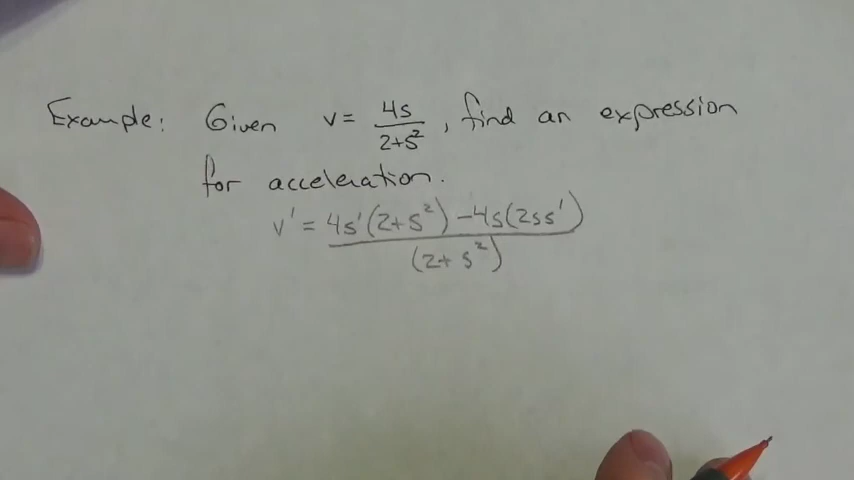 Example: Given v = 4s/(2+s²), find an expression
for acceleration.
v' = (4s'(2+s²) - 4s(2ss'))/(2+s²)